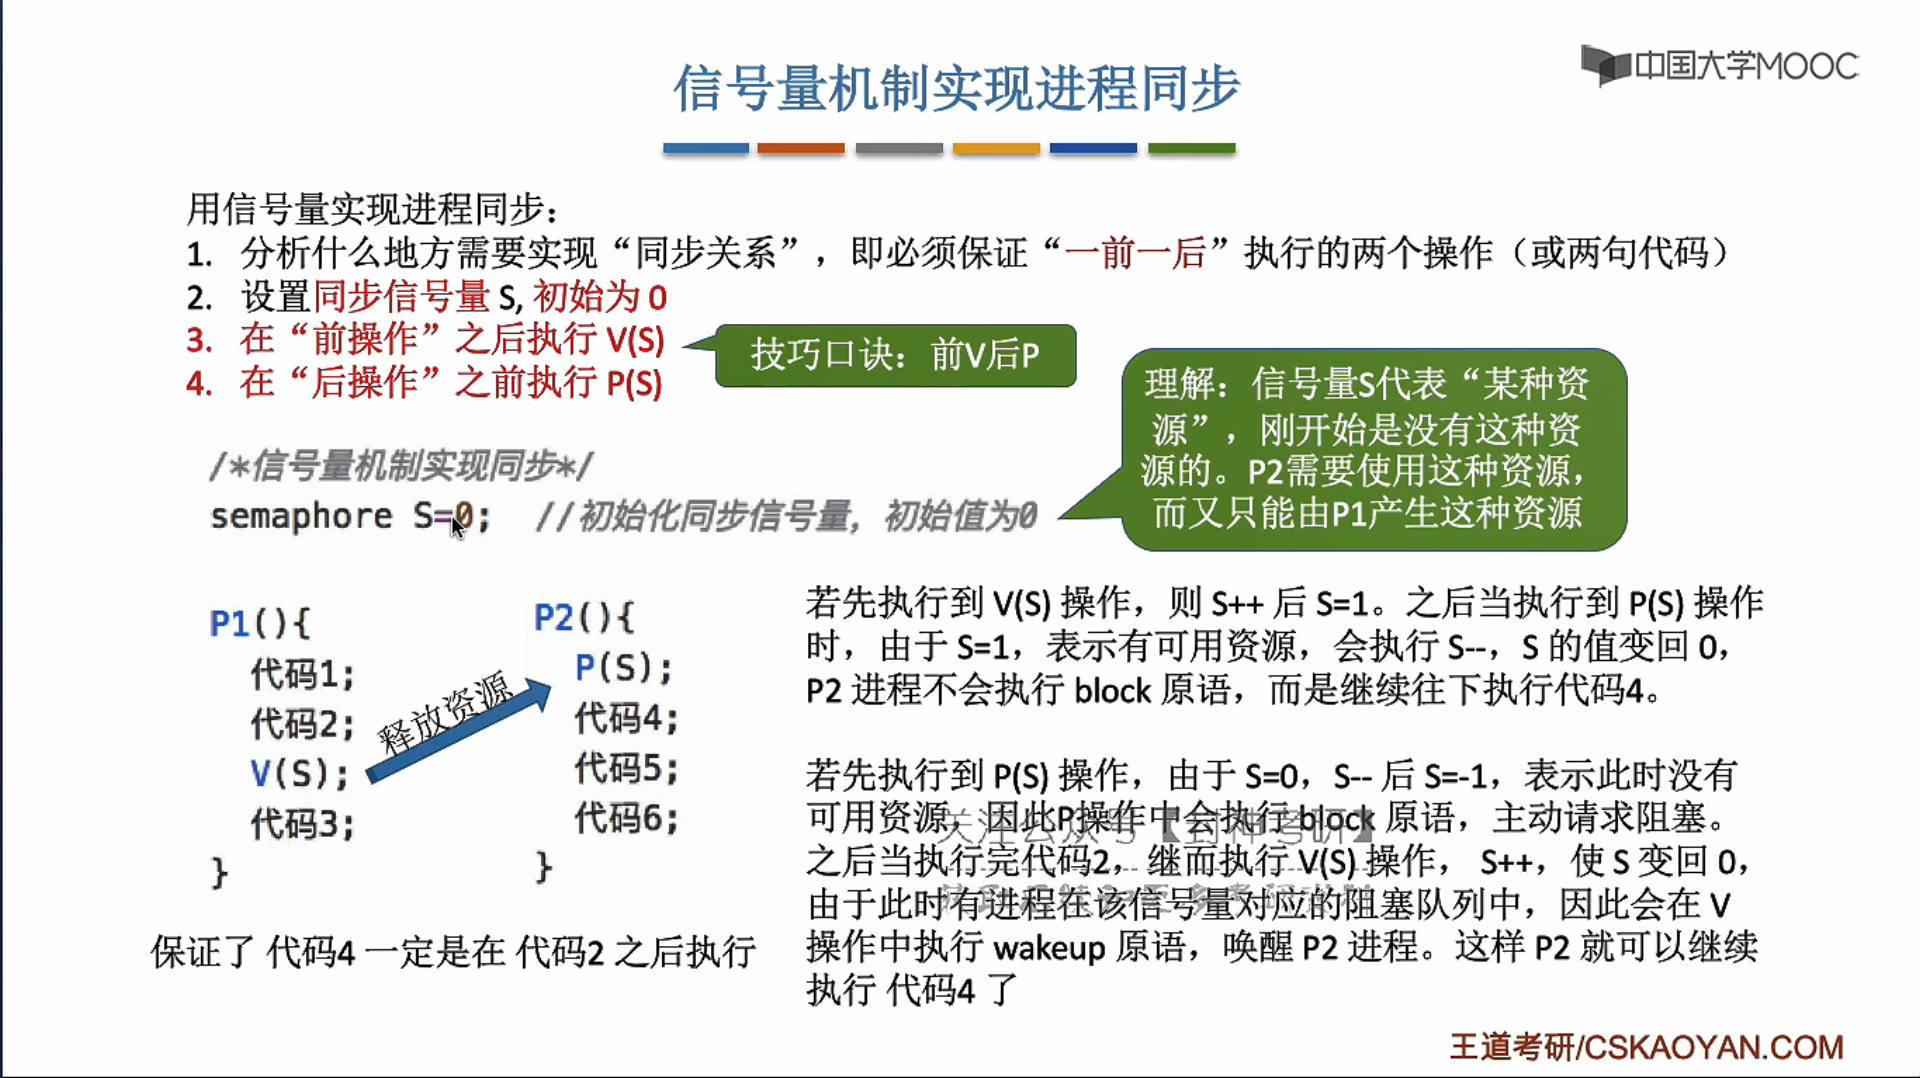 信号量机制实现进程同步
中国大学MOOC
用信号量实现进程同步：
1. 分析什么地方需要实现“同步关系”，即必须保证“一前一后”执行的两个操作（或两句代码）
2. 设置同步信号量 S, 初始为 0
3. 在“前操作”之后执行 V(S)
4. 在“后操作”之前执行 P(S)
技巧口诀：前V后P
理解：信号量S代表“某种资
源”，刚开始是没有这种资
源的。P2需要使用这种资源，
而又只能由P1产生这种资源
/*信号量机制实现同步*/
semaphore S=0; //初始化同步信号量，初始值为0
P1(){
代码1;
代码2;
V(S);
代码3;
}
释放资源
P2(){
P(S);
代码4;
代码5;
代码6;
}
保证了 代码4 一定是在 代码2 之后执行
若先执行到 V(S) 操作，则 S++ 后 S=1。之后当执行到 P(S) 操作
时，由于 S=1，表示有可用资源，会执行 S--，S 的值变回 0，
P2 进程不会执行 block 原语，而是继续往下执行代码4。
若先执行到 P(S) 操作，由于 S=0，S-- 后 S=-1，表示此时没有
可用资源，因此P操作中会执行 block 原语，主动请求阻塞。
之后当执行完代码2，继而执行 V(S) 操作， S++，使 S 变回 0，
由于此时有进程在该信号量对应的阻塞队列中，因此会在 V
操作中执行 wakeup 原语，唤醒 P2 进程。这样 P2 就可以继续
执行 代码4 了
关注公众号【封神考研】
王道考研/CSKAOYAN.COM